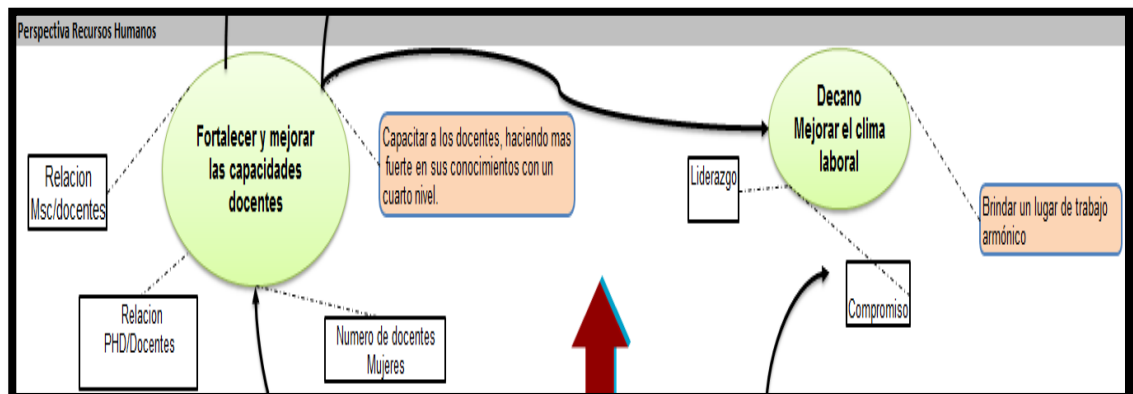 Perspectiva Recursos Humanos
Fortalecer y mejorar
las capacidades
docentes
Capacitar a los docentes, haciendo mas
fuerte en sus conocimientos con un
cuarto nivel.
Relacion
Msc/docentes
Relacion
PHD/Docentes
Numero de docentes
Mujeres
Decano
Mejorar el clima
laboral
Liderazgo
Brindar un lugar de trabajo
armónico
Compromiso